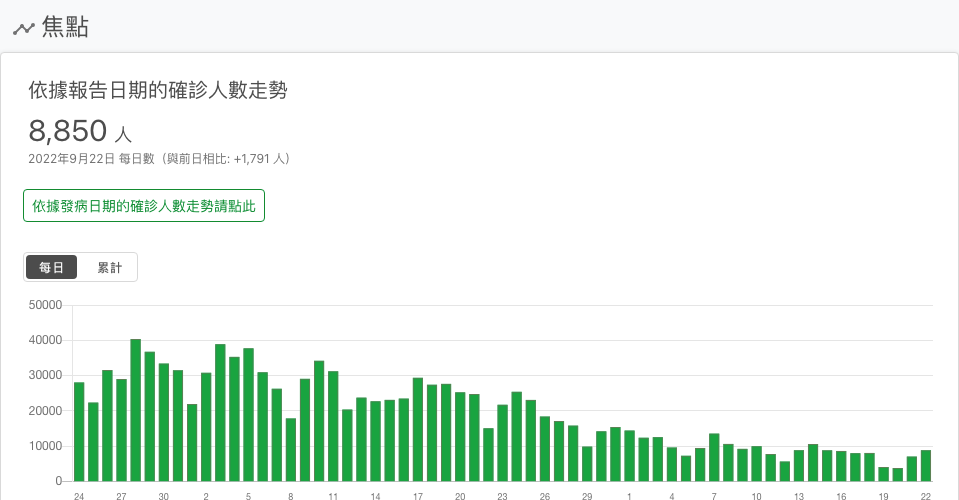 焦點
依據報告日期的確診人數走勢
8,850 人
2022年9月22日 每日數（與前日相比: +1,791 人）
依據發病日期的確診人數走勢請點此
每日 累計
50000
40000
30000
20000
10000
0
24 27 30 2 5 8 11 14 17 20 23 26 29 1 4 7 10 13 16 19 22